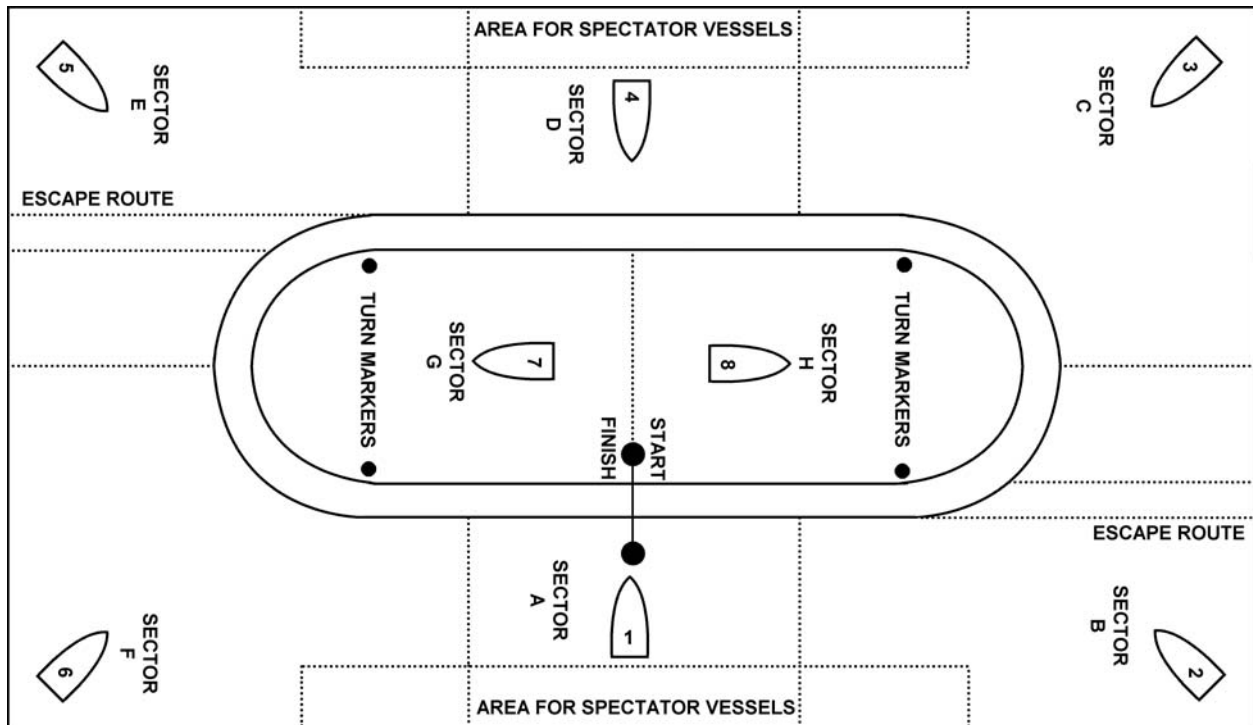 AREA FOR SPECTATOR VESSELS
5
SECTOR
E
4
SECTOR
D
3
SECTOR
C
ESCAPE ROUTE
TURN MARKERS
SECTOR
G
7
8
SECTOR
H
TURN MARKERS
START
FINISH
ESCAPE ROUTE
6
SECTOR
F
SECTOR
A
1
SECTOR
B
2
AREA FOR SPECTATOR VESSELS